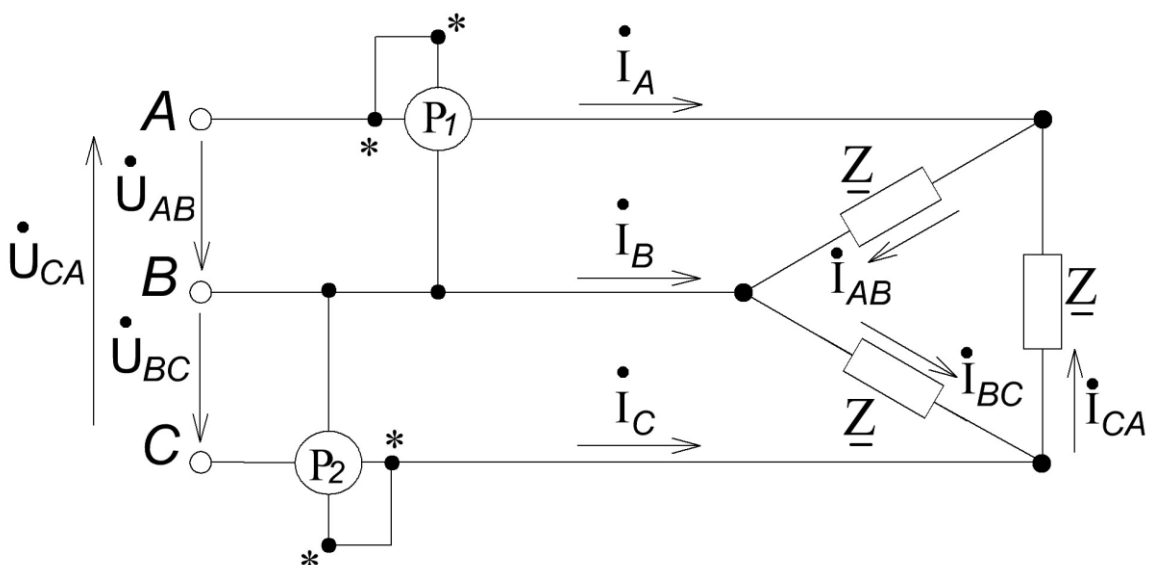 *
İ_A
A
P₁
*
Z
U̇_AB
U̇_CA
İ_B
B
İ_AB
Z
U̇_BC
İ_BC
İ_C
Z
İ_CA
*
C
P₂
*